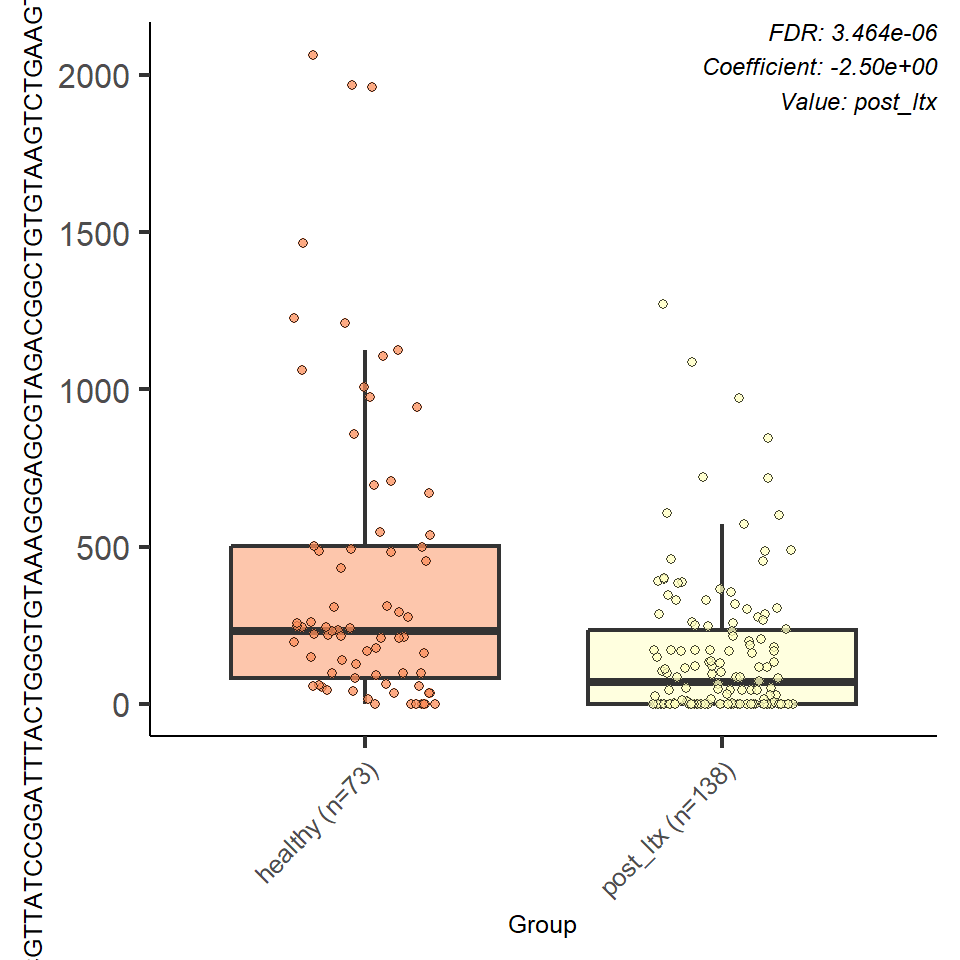 FDR: 3.464e-06
Coefficient: -2.50e+00
Value: post_ltx
2000
1500
1000
500
0
GTTATCCGGATTTACTGGGTGTAAAGGGAGCGTAGACGGCTGTGTAAGTCTGAAGT
healthy (n=73)
post_ltx (n=138)
Group